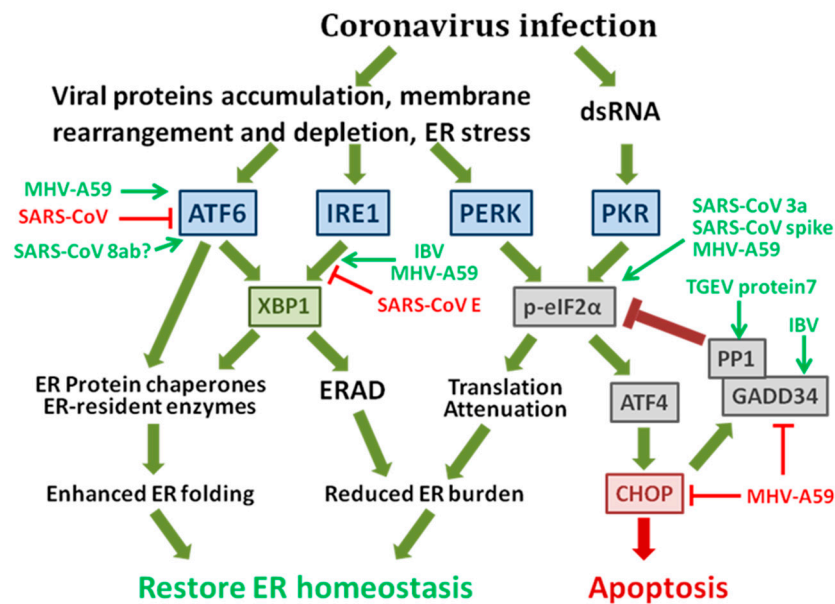 Coronavirus infection
Viral proteins accumulation, membrane
rearrangement and depletion, ER stress
dsRNA
MHV-A59
SARS-CoV
SARS-CoV 8ab?
ATF6
IRE1
PERK
PKR
SARS-CoV 3a
SARS-CoV spike
MHV-A59
IBV
MHV-A59
SARS-CoV E
XBP1
p-eIF2α
TGEV protein7
IBV
PP1
GADD34
ER Protein chaperones
ER-resident enzymes
ERAD
Translation
Attenuation
ATF4
Enhanced ER folding
Reduced ER burden
CHOP
MHV-A59
Restore ER homeostasis
Apoptosis